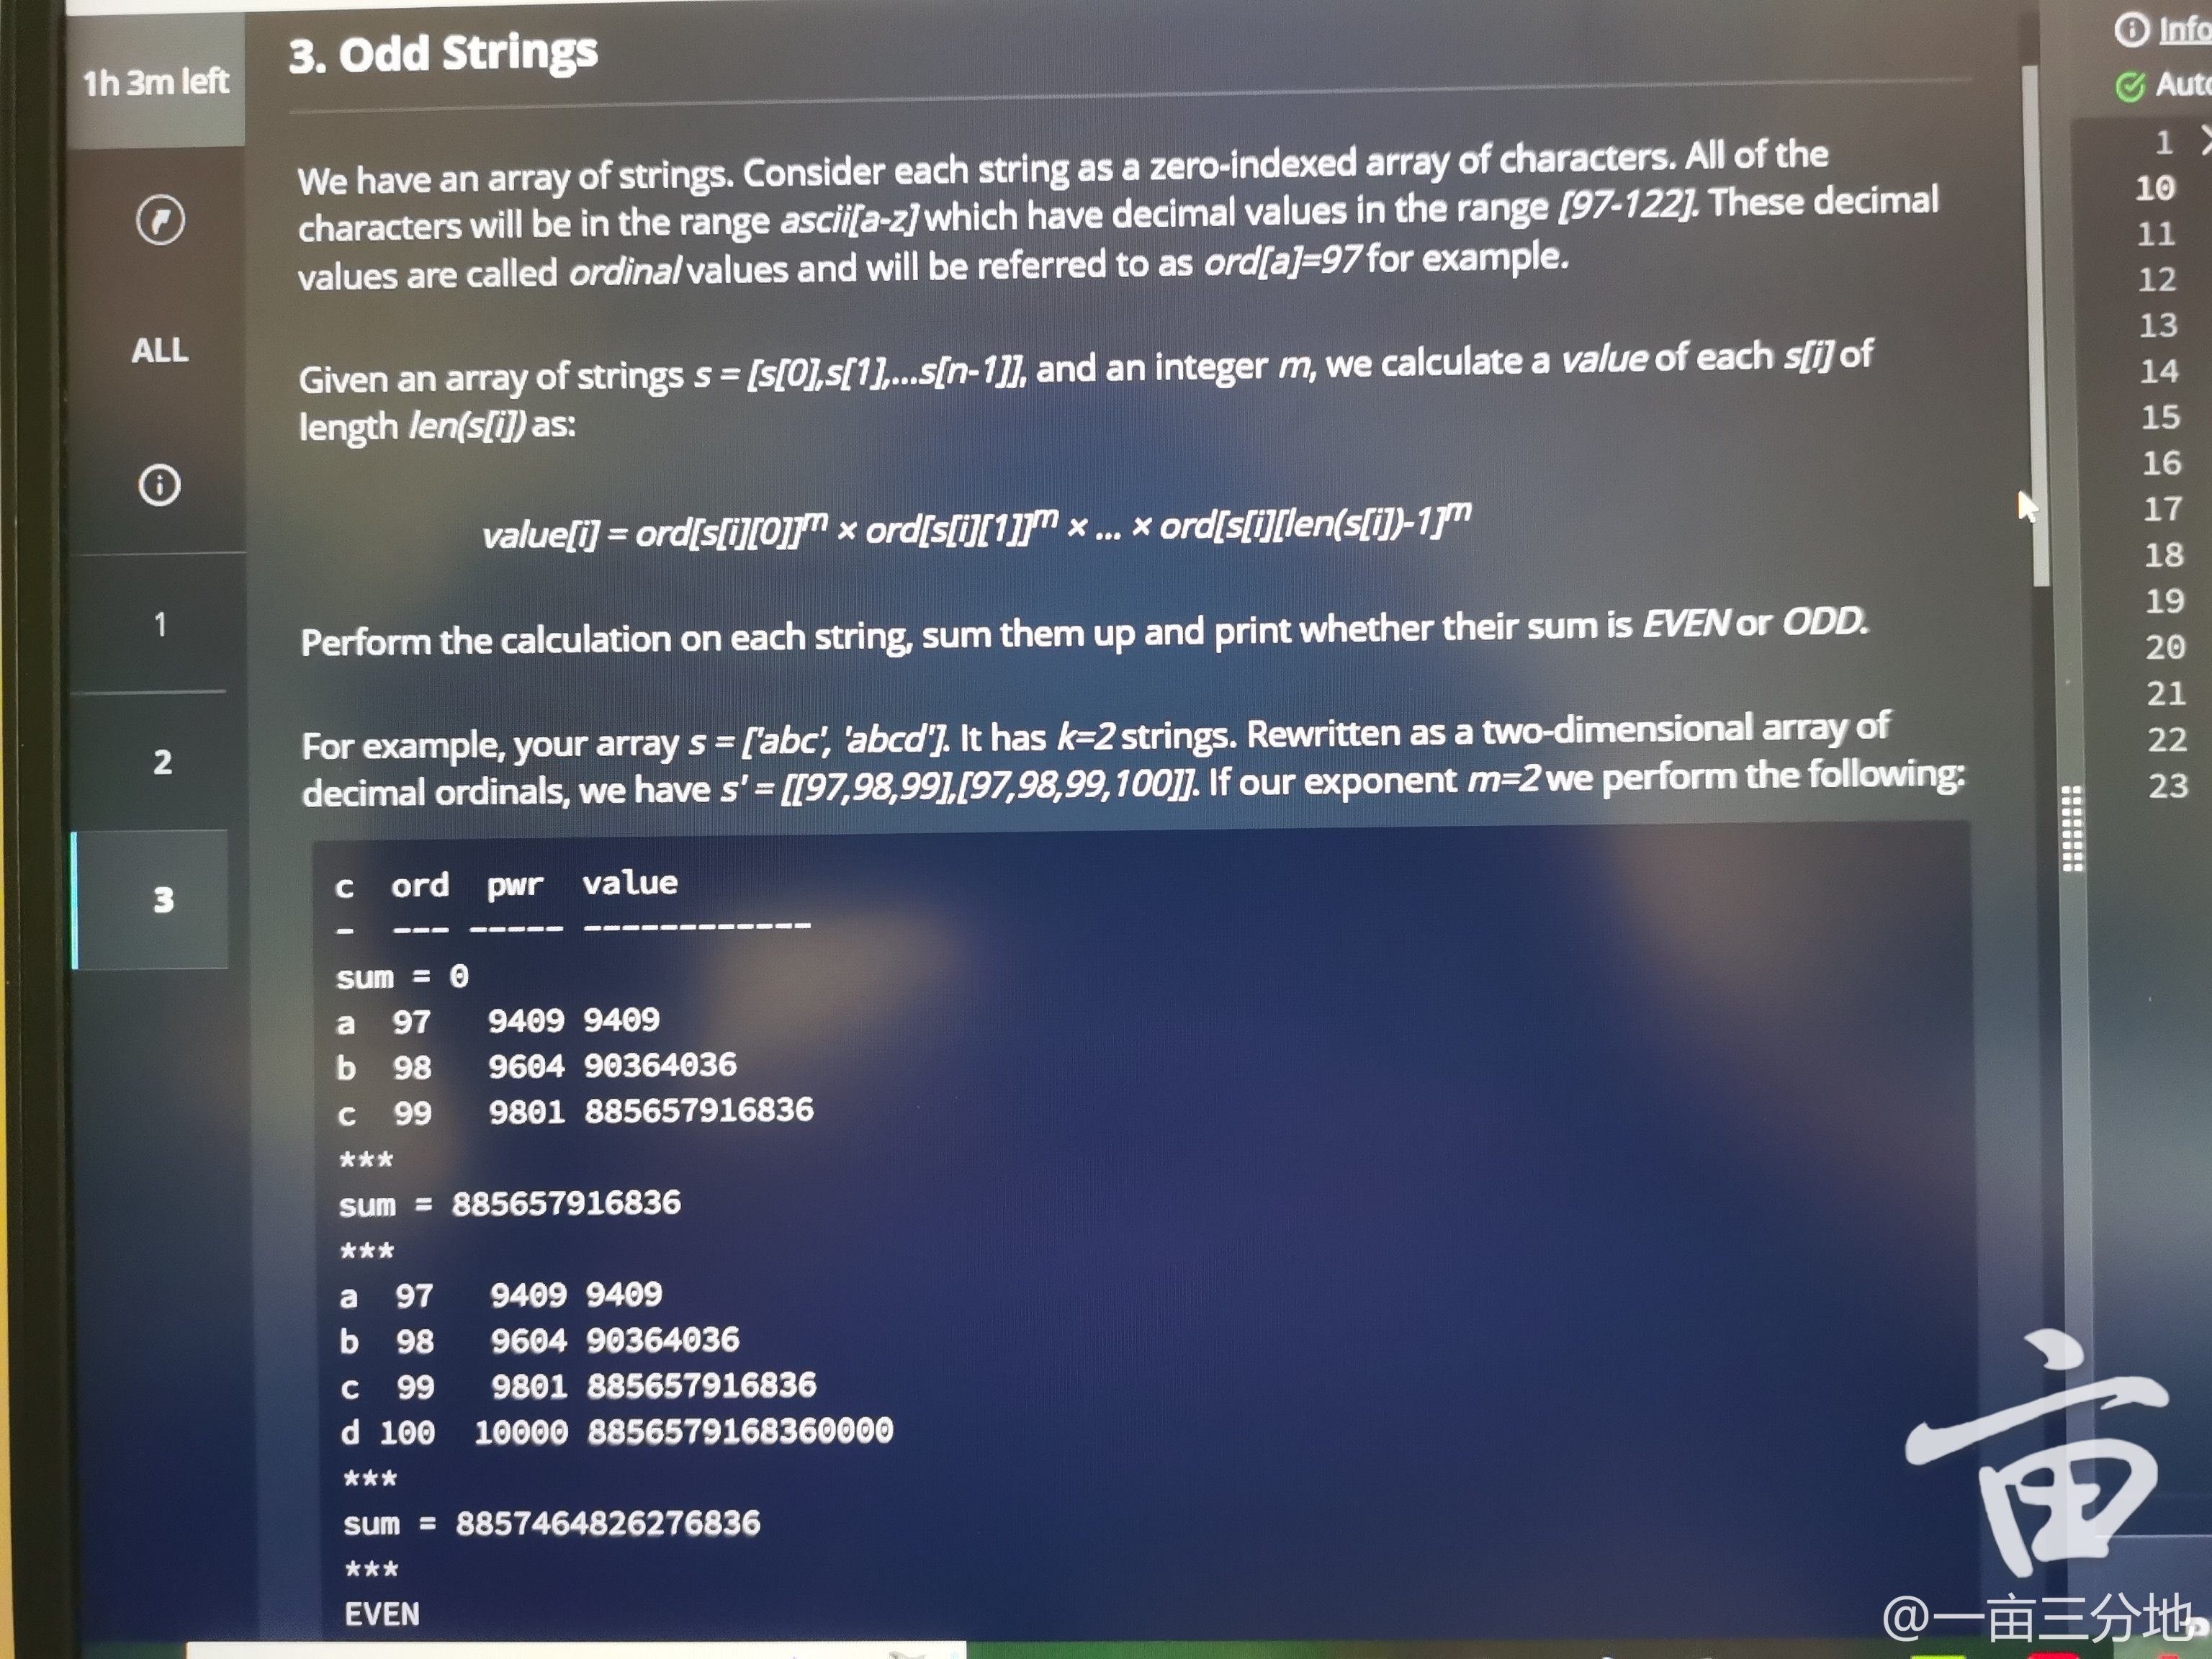 3. Odd Strings
1h 3m left
ALL
1
2
3
We have an array of strings. Consider each string as a zero-indexed array of characters. All of the
characters will be in the range ascii[a-z] which have decimal values in the range [97-122]. These decimal
values are called ordinal values and will be referred to as ord[a]=97 for example.
Given an array of strings s = [s[0],s[1],...s[n-1]], and an integer m, we calculate a value of each s[i] of
length len(s[i]) as:
value[i] = ord[s[i][0]]^m × ord[s[i][1]]^m × ... × ord[s[i][len(s[i])-1]^m
Perform the calculation on each string, sum them up and print whether their sum is EVEN or ODD.
For example, your array s = ['abc', 'abcd']. It has k=2 strings. Rewritten as a two-dimensional array of
decimal ordinals, we have s' = [[97,98,99],[97,98,99,100]]. If our exponent m=2 we perform the following:
c ord pwr value
- --- ----- ------------
sum = 0
a 97 9409 9409
b 98 9604 90364036
c 99 9801 885657916836
***
sum = 885657916836
***
a 97 9409 9409
b 98 9604 90364036
c 99 9801 885657916836
d 100 10000 8856579168360000
***
sum = 8857464826276836
***
EVEN
Info
Auto
1
10
11
12
13
14
15
16
17
18
19
20
21
22
23
亩
@一亩三分地